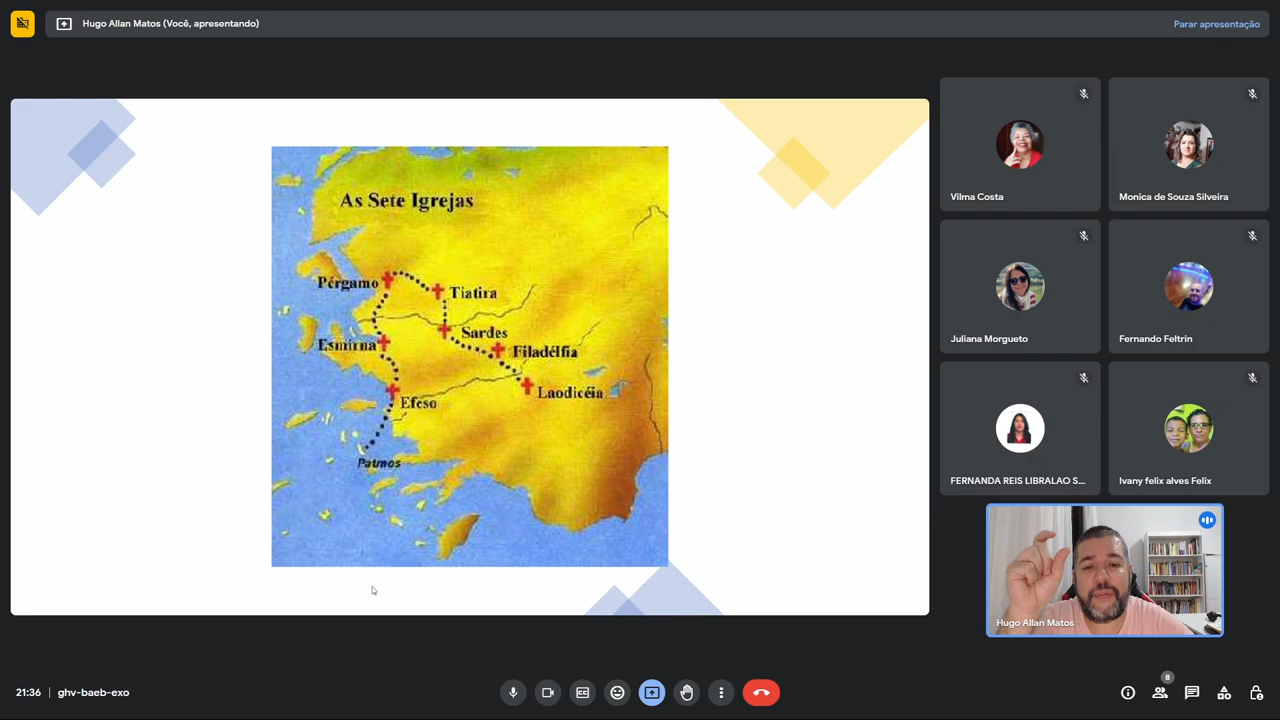 Hugo Allan Matos (Você, apresentando)
Parar apresentação
As Sete Igrejas
Pérgamo
Tiatira
Sardes
Esmirna
Filadélfia
Laodicéia
Efeso
Patmos
Vilma Costa
Monica de Souza Silveira
Juliana Morgueto
Fernando Feltrin
FERNANDA REIS LIBRALAO S...
Ivany felix alves Felix
Hugo Allan Matos
21:36
ghv-baeb-exo
8